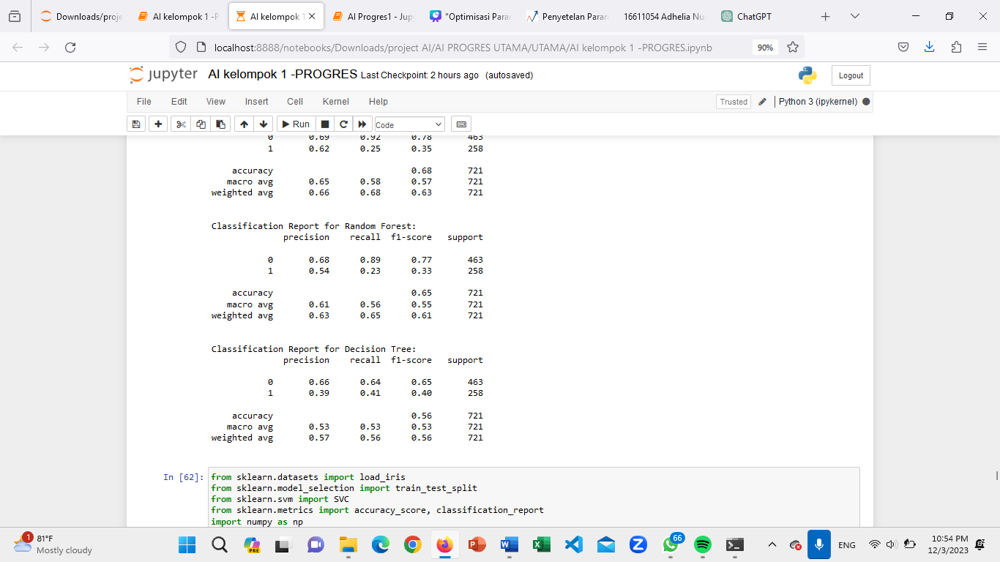 Downloads/proje
AI kelompok 1 -P
AI kelompok 1
AI Progres1 - Jup
"Optimisasi Parar
Penyetelan Paran
16611054 Adhelia Nu
ChatGPT
localhost:8888/notebooks/Downloads/project AI/AI PROGRES UTAMA/UTAMA/AI kelompok 1 -PROGRES.ipynb
90%
jupyter AI kelompok 1 -PROGRES Last Checkpoint: 2 hours ago (autosaved)
Logout
File Edit View Insert Cell Kernel Help
Trusted
Python 3 (ipykernel)
Run
Code
0 0.69 0.92 0.78 463
1 0.62 0.25 0.35 258
accuracy 0.68 721
macro avg 0.65 0.58 0.57 721
weighted avg 0.66 0.68 0.63 721
Classification Report for Random Forest:
precision recall f1-score support
0 0.68 0.89 0.77 463
1 0.54 0.23 0.33 258
accuracy 0.65 721
macro avg 0.61 0.56 0.55 721
weighted avg 0.63 0.65 0.61 721
Classification Report for Decision Tree:
precision recall f1-score support
0 0.66 0.64 0.65 463
1 0.39 0.41 0.40 258
accuracy 0.56 721
macro avg 0.53 0.53 0.53 721
weighted avg 0.57 0.56 0.56 721
In [62]: from sklearn.datasets import load_iris
from sklearn.model_selection import train_test_split
from sklearn.svm import SVC
from sklearn.metrics import accuracy_score, classification_report
import numpy as np
1
81°F
Mostly cloudy
PRE
66
ENG
10:54 PM
12/3/2023